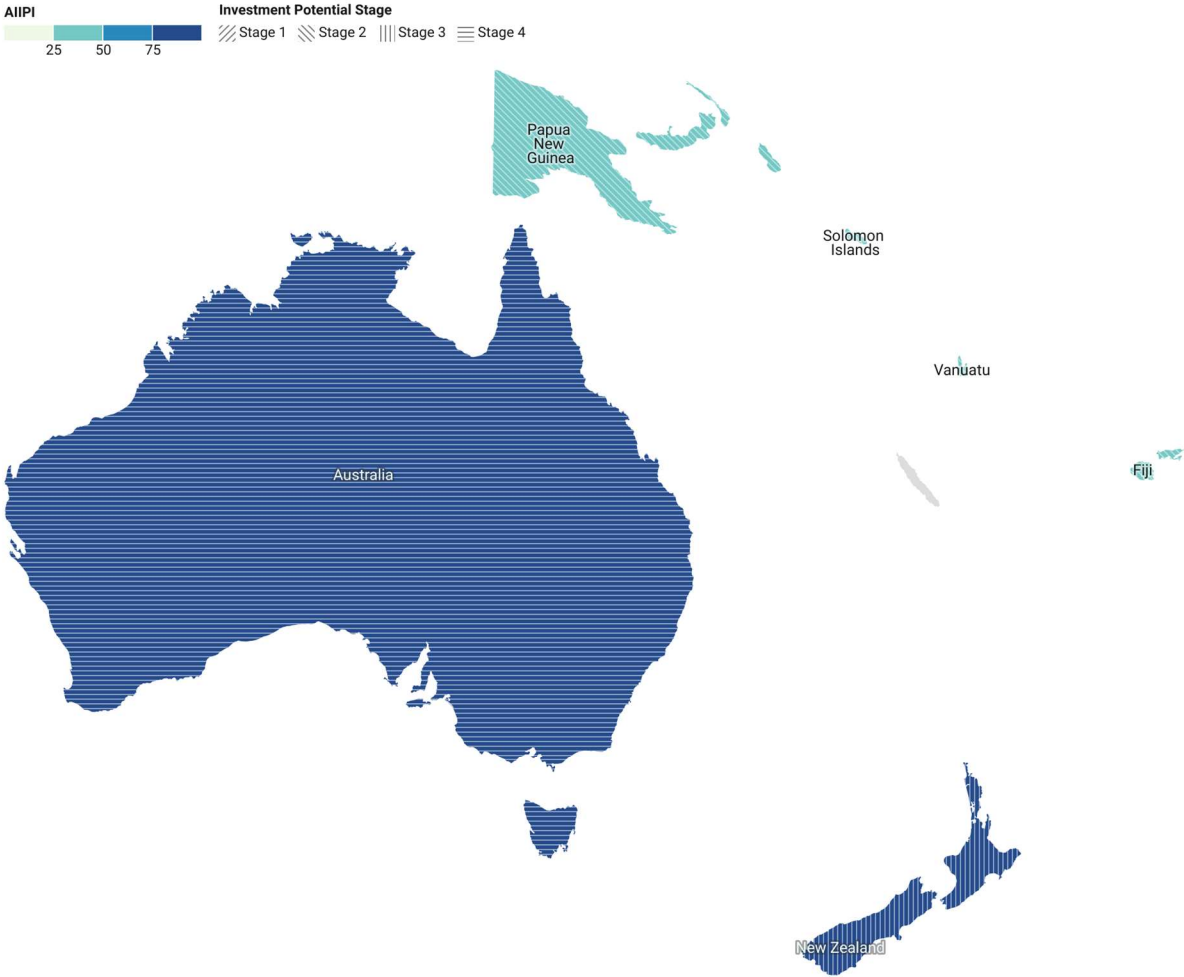 AIIPI
25 50 75
Investment Potential Stage
Stage 1 Stage 2 Stage 3 Stage 4
Papua
New
Guinea
Solomon
Islands
Vanuatu
Fiji
Australia
New Zealand